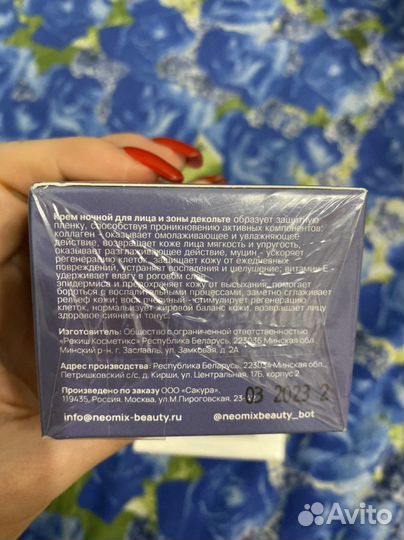 Крем ночной для лица и зоны декольте образует защитную
пленку, способствуя проникновению активных компонентов:
коллаген - оказывает омолаживающее и увлажняющее
действие, возвращает коже лица мягкость и упругость,
оказывает разглаживающее действие, муцин - ускоряет
регенерацию клеток, защищает кожу от ежедневных
повреждений, устраняет воспаления и шелушение; витамин Е -
удерживает влагу в роговом слое
эпидермиса и предохраняет кожу от высыхания, помогает
бороться с воспалительными процессами, заметно сглаживает
рельеф кожи; воск пчелиный - стимулирует регенерацию
клеток, нормализует жировой баланс кожи, возвращает лицу
здоровое сияние и тонус.
Изготовитель: Общество с ограниченной ответственностью
«Рекиш Косметикс» Республика Беларусь, 223036 Минская обл.
Минский р-н, г. Заславль, ул. Замковая, д. 2А
Адрес производства: Республика Беларусь, 223034 Минская обл.,
Петришковский с/с, д. Кирши, ул. Центральная, 17Б, корпус 2
Произведено по заказу ООО «Сакура».
119435, Россия, Москва, ул.М.Пироговская, 03 2023
info@neomix-beauty.ru @neomixbeauty_bot
Avito